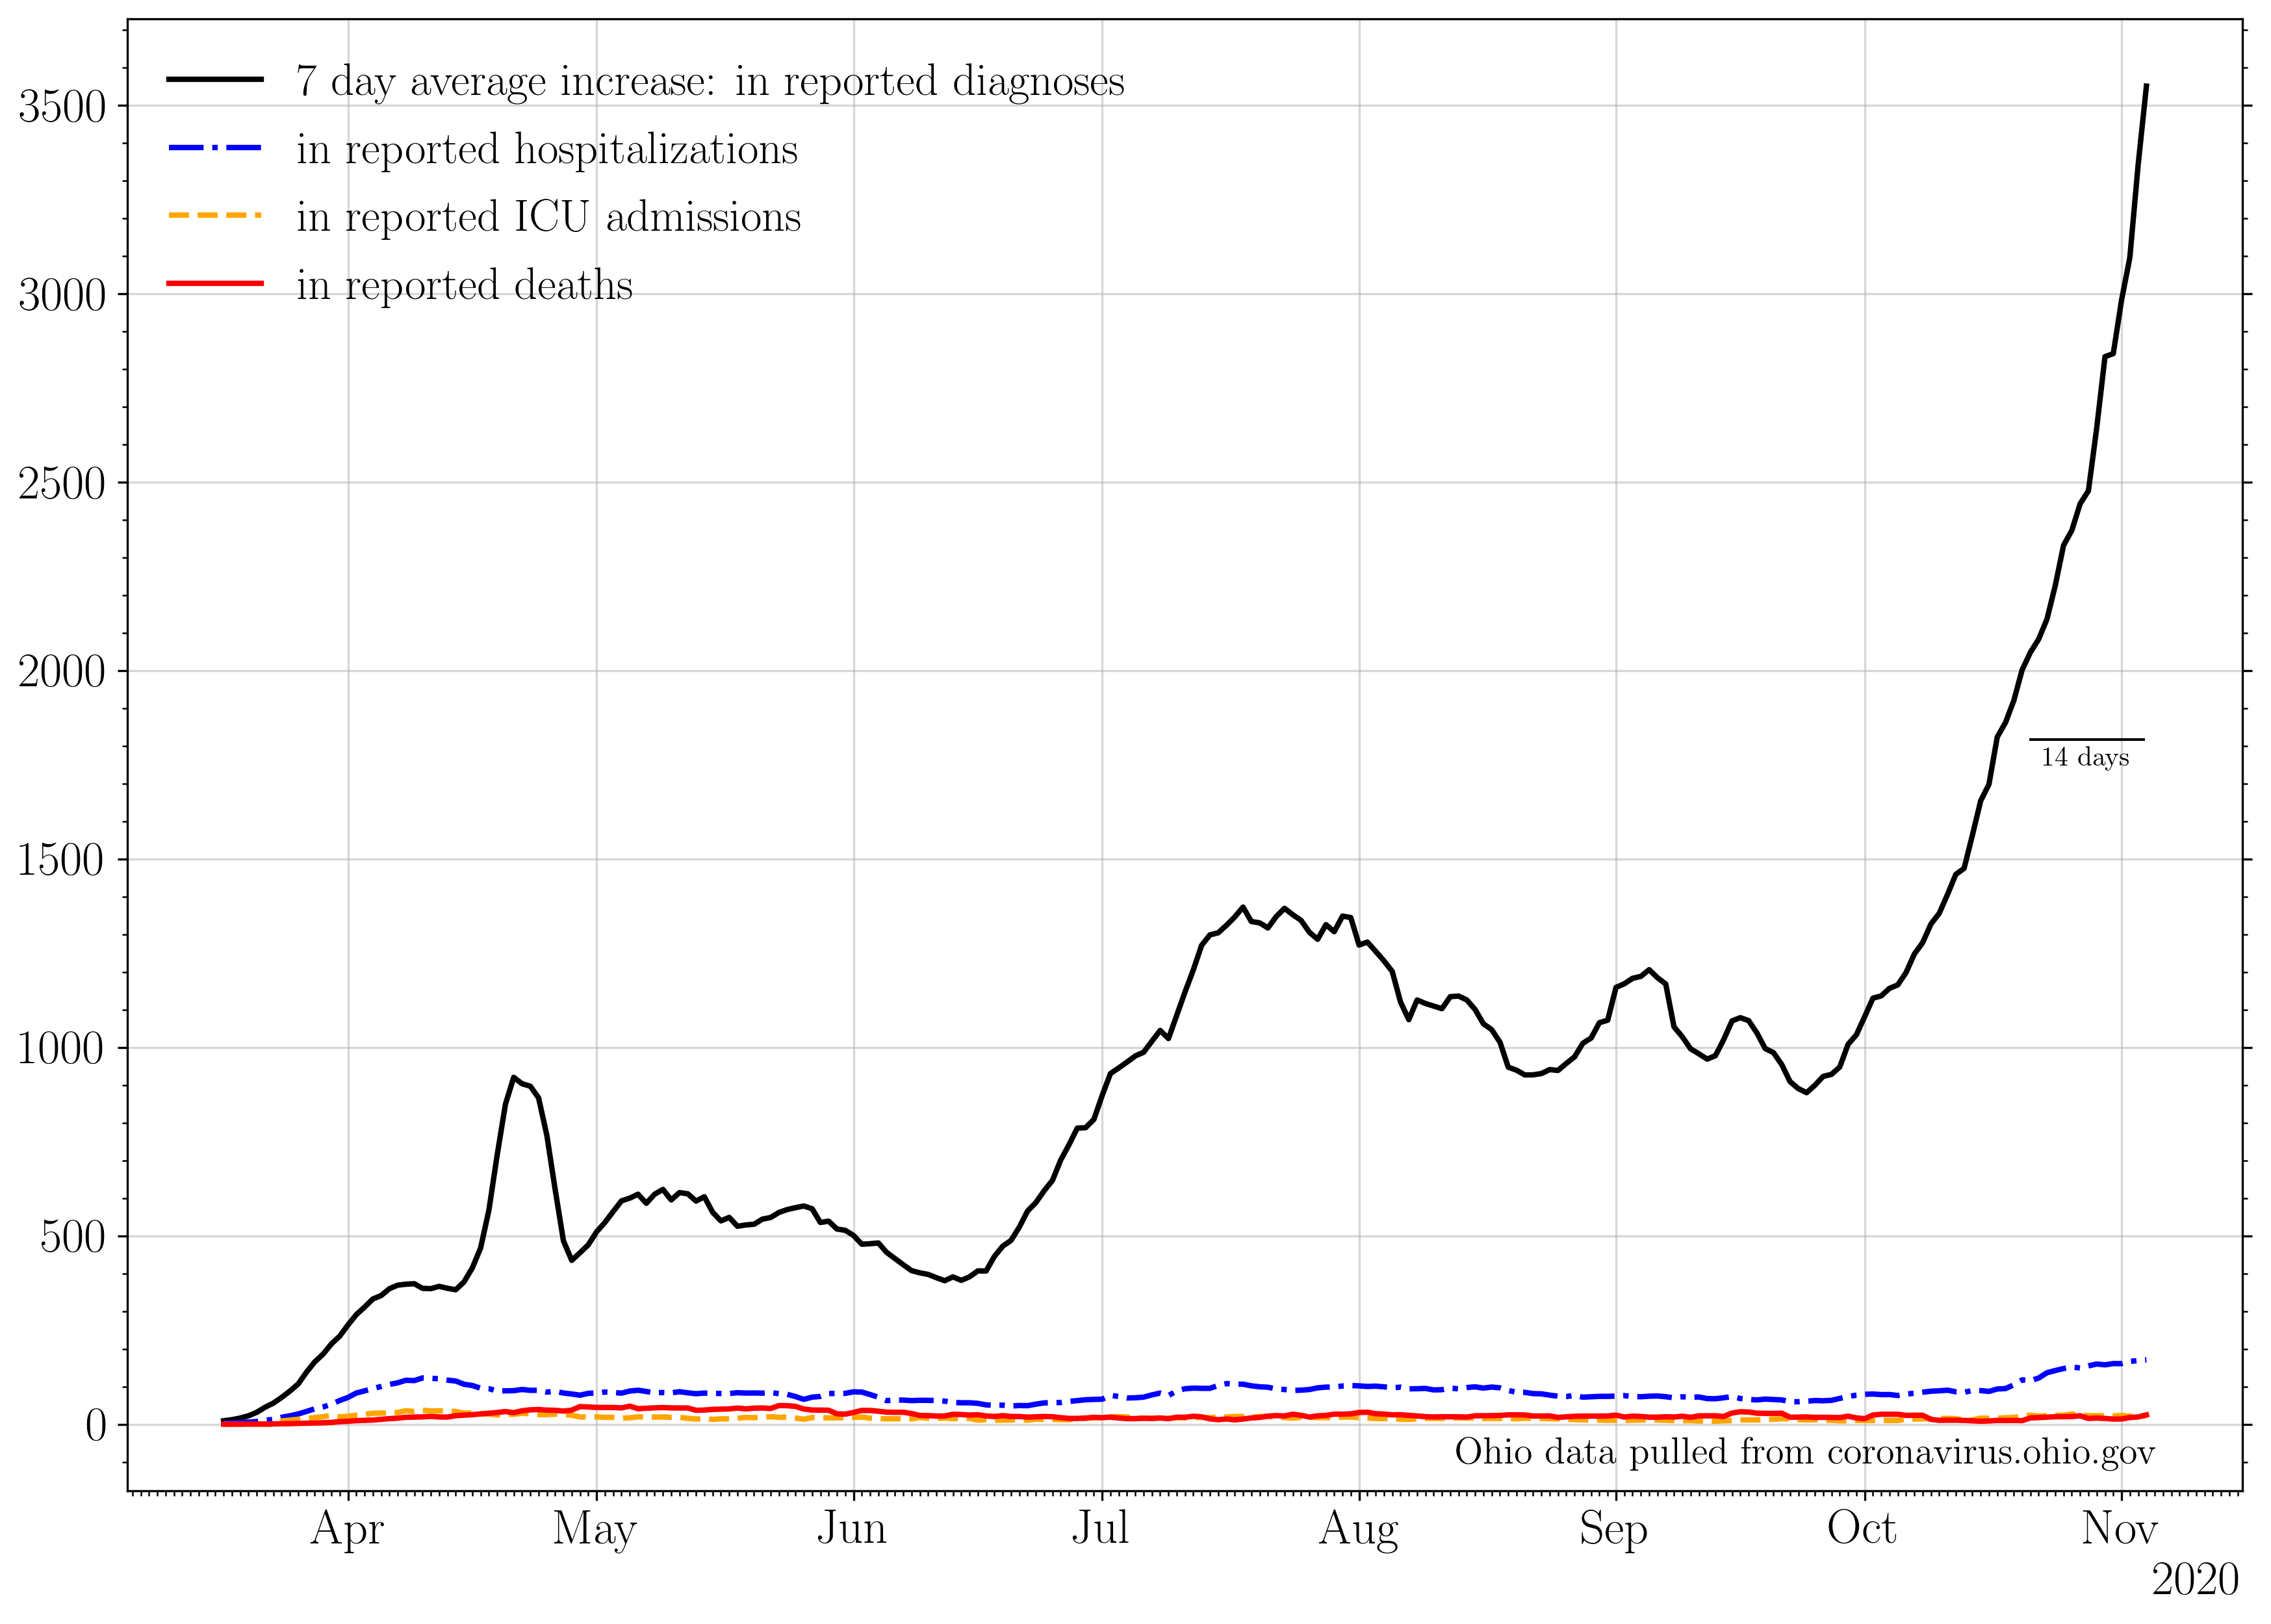 7 day average increase: in reported diagnoses
in reported hospitalizations
in reported ICU admissions
in reported deaths
3500
3000
2500
2000
1500
1000
500
0
14 days
Ohio data pulled from coronavirus.ohio.gov
Apr May Jun Jul Aug Sep Oct Nov
2020